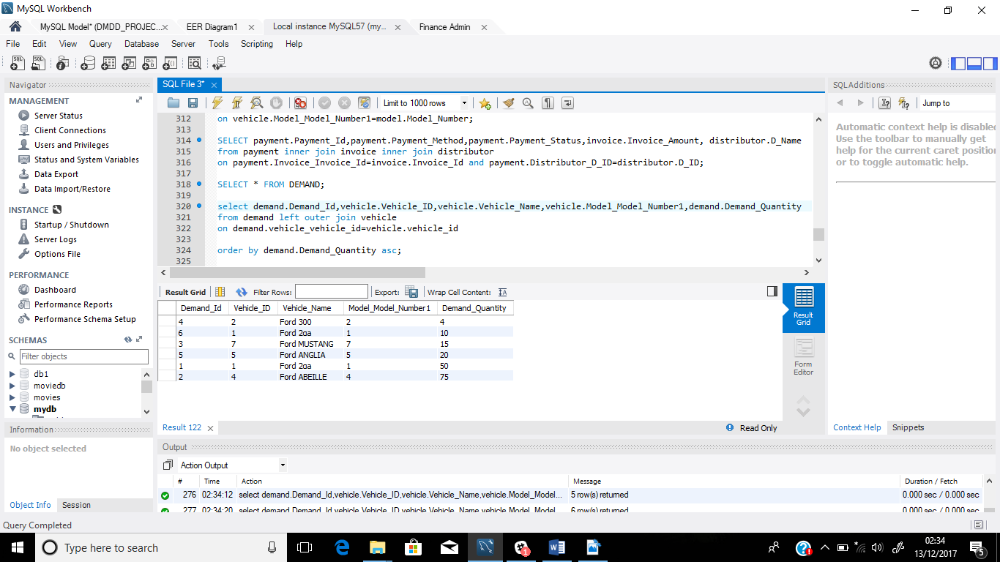 MySQL Workbench
MySQL Model* (DMDD_PROJEC... x EER Diagram1 x Local instance MySQL57 (my... x Finance Admin x
File Edit View Query Database Server Tools Scripting Help
Navigator
MANAGEMENT
Server Status
Client Connections
Users and Privileges
Status and System Variables
Data Export
Data Import/Restore
INSTANCE
Startup / Shutdown
Server Logs
Options File
PERFORMANCE
Dashboard
Performance Reports
Performance Schema Setup
SCHEMAS
Filter objects
db1
moviedb
movies
mydb
Information
No object selected
Object Info Session
SQL File 3* x
Limit to 1000 rows
312 on vehicle.Model_Model_Number1=model.Model_Number;
313
314 SELECT payment.Payment_Id,payment.Payment_Method,payment.Payment_Status,invoice.Invoice_Amount, distributor.D_Name
315 from payment inner join invoice inner join distributor
316 on payment.Invoice_Invoice_Id=invoice.Invoice_Id and payment.Distributor_D_ID=distributor.D_ID;
317
318 SELECT * FROM DEMAND;
319
320 select demand.Demand_Id,vehicle.Vehicle_ID,vehicle.Vehicle_Name,vehicle.Model_Model_Number1,demand.Demand_Quantity
321 from demand left outer join vehicle
322 on demand.vehicle_vehicle_id=vehicle.vehicle_id
323
324 order by demand.Demand_Quantity asc;
325
Result Grid Filter Rows: Export: Wrap Cell Content:
Demand_Id Vehicle_ID Vehicle_Name Model_Model_Number1 Demand_Quantity
4 2 Ford 300 2 4
6 1 Ford 2αa 1 10
3 7 Ford MUSTANG 7 15
5 5 Ford ANGLIA 5 20
1 1 Ford 2αa 1 50
2 4 Ford ABEILLE 4 75
Result Grid
Form Editor
Result 122 x
Read Only
SQLAdditions
Jump to
Automatic context help is disabled
Use the toolbar to manually get
help for the current caret position
or to toggle automatic help.
Context Help Snippets
Output
Action Output
# Time Action Message Duration / Fetch
276 02:34:12 select demand.Demand_Id,vehicle.Vehicle_ID,vehicle.Vehicle_Name,vehicle.Model_Model... 5 row(s) returned 0.000 sec / 0.000 sec
277 02:34:20 select demand.Demand_Id,vehicle.Vehicle_ID,vehicle.Vehicle_Name,vehicle.Model_Model... 6 row(s) returned 0.000 sec / 0.000 sec
Query Completed
Type here to search
1
02:34
13/12/2017
5